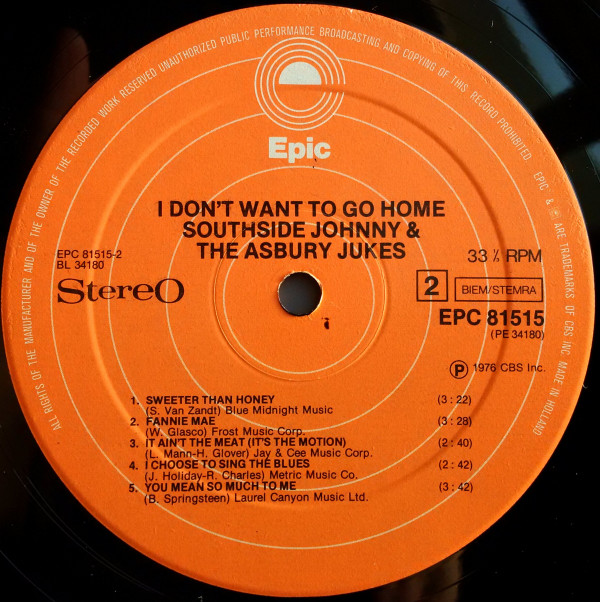 ALL RIGHTS OF THE MANUFACTURER AND OF THE OWNER OF THE RECORDED WORK RESERVED UNAUTHORIZED PUBLIC PERFORMANCE BROADCASTING AND COPYING OF THIS RECORD PROHIBITED EPIC & Ⓔ ARE TRADEMARKS OF CBS INC. MADE IN HOLLAND
Epic
I DON'T WANT TO GO HOME
SOUTHSIDE JOHNNY &
THE ASBURY JUKES
EPC 81515-2
BL 34180
StereO
33 ⅓ RPM
2 BIEM/STEMRA
EPC 81515
(PE 34180)
Ⓟ 1976 CBS Inc.
1. SWEETER THAN HONEY (3 : 22)
(S. Van Zandt) Blue Midnight Music
2. FANNIE MAE (3 : 28)
(W. Glasco) Frost Music Corp.
3. IT AIN'T THE MEAT (IT'S THE MOTION) (2 : 40)
(L. Mann-H. Glover) Jay & Cee Music Corp.
4. I CHOOSE TO SING THE BLUES (2 : 42)
(J. Holiday-R. Charles) Metric Music Co.
5. YOU MEAN SO MUCH TO ME (3 : 42)
(B. Springsteen) Laurel Canyon Music Ltd.